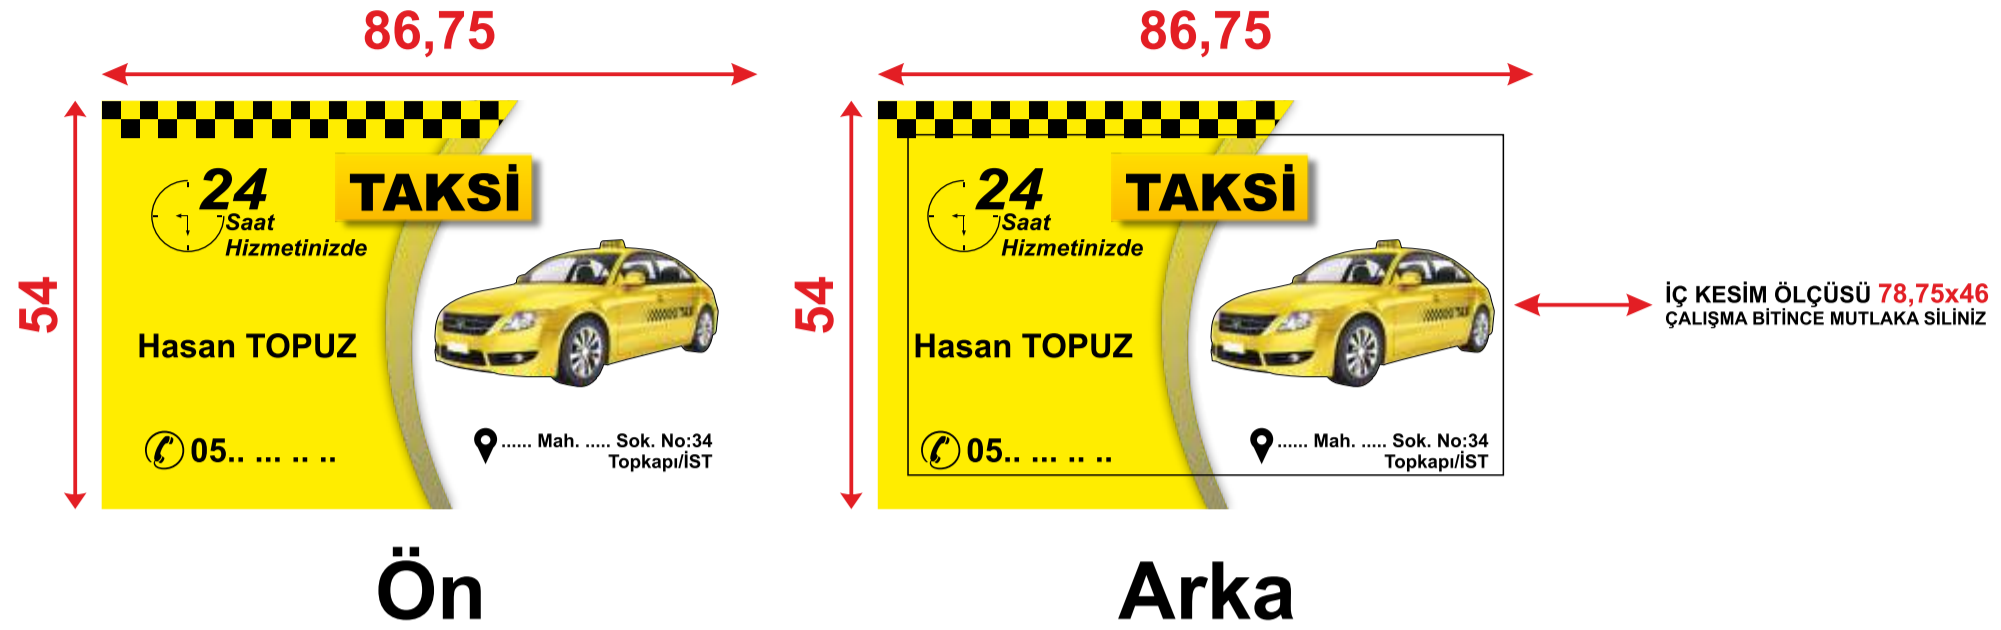 86,75
54
24
Saat
Hizmetinizde
TAKSİ
Hasan TOPUZ
TAXI
05.. ... .. ..
...... Mah. ..... Sok. No:34
Topkapı/İST
Ön
86,75
54
24
Saat
Hizmetinizde
TAKSİ
Hasan TOPUZ
TAXI
05.. ... .. ..
...... Mah. ..... Sok. No:34
Topkapı/İST
Arka
İÇ KESİM ÖLÇÜSÜ 78,75x46
ÇALIŞMA BİTİNCE MUTLAKA SİLİNİZ